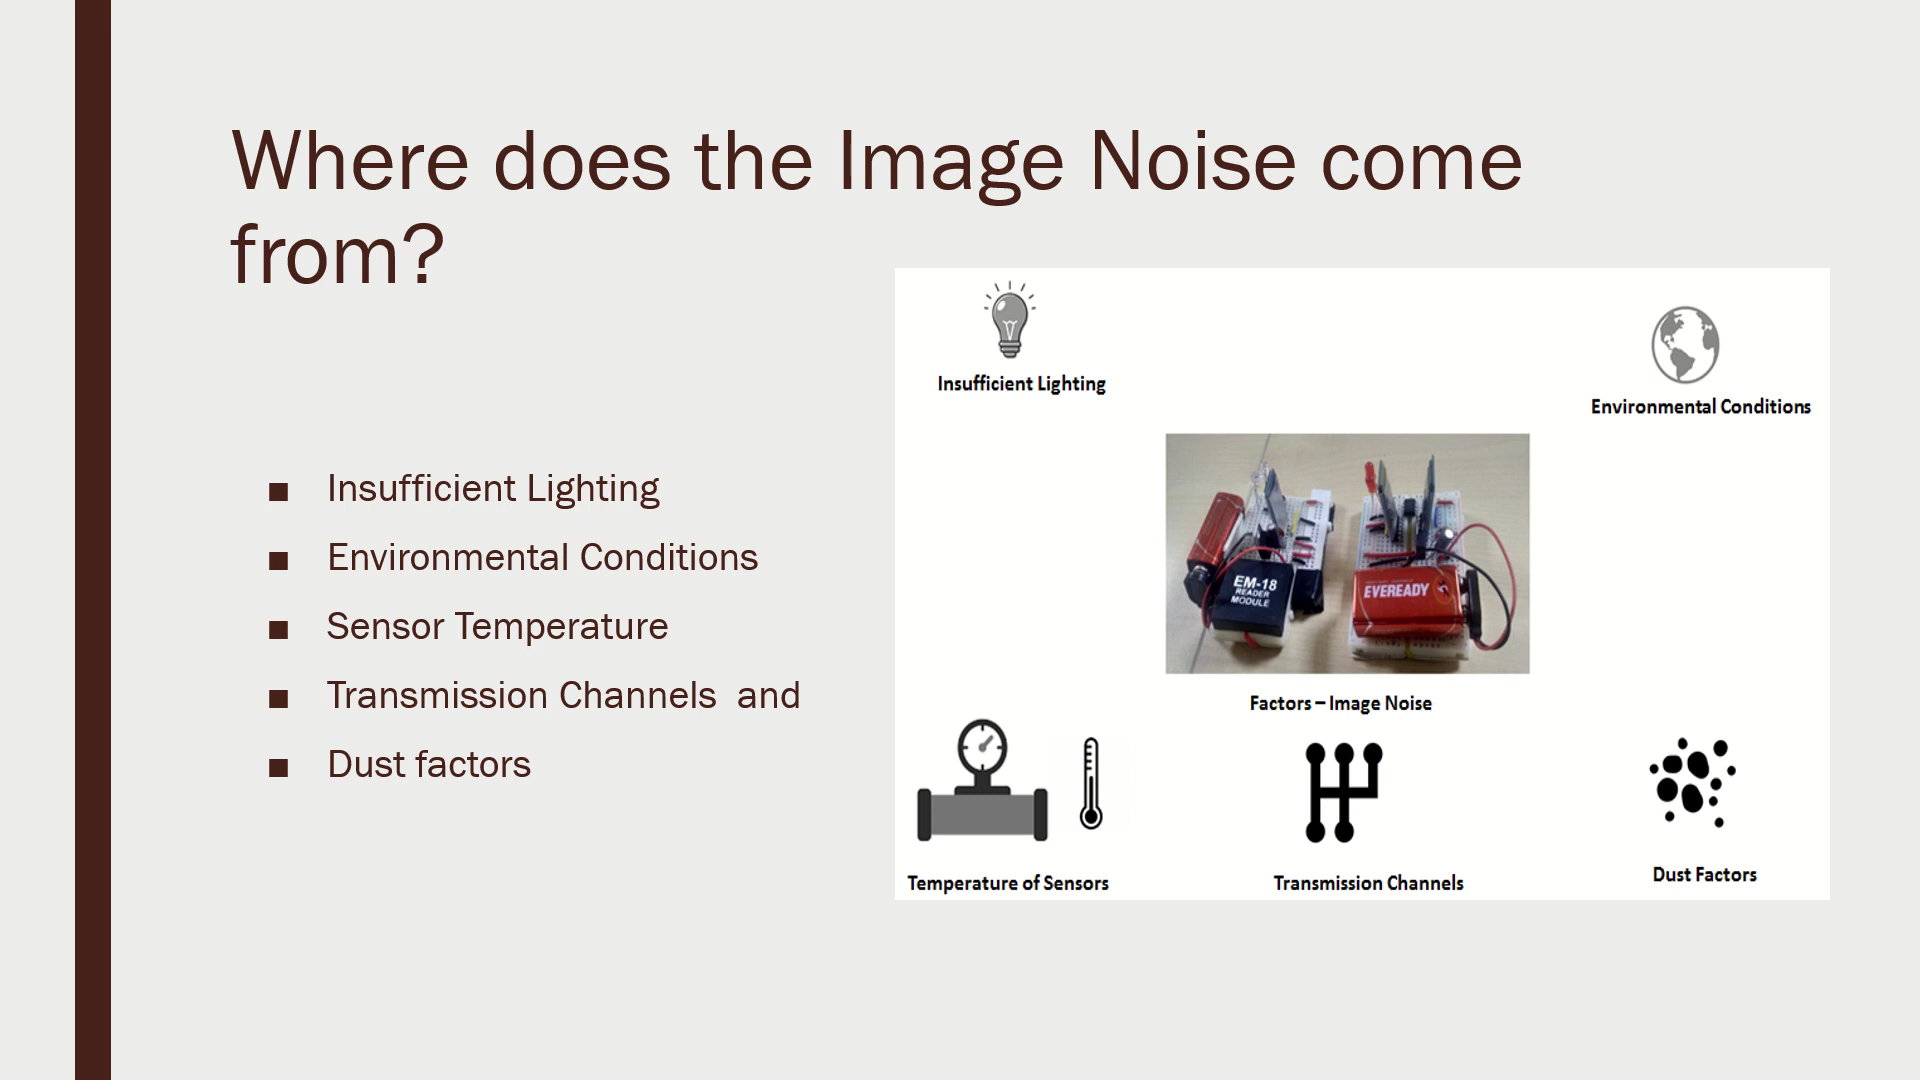 Where does the Image Noise come
from?
■ Insufficient Lighting
■ Environmental Conditions
■ Sensor Temperature
■ Transmission Channels  and
■ Dust factors
Insufficient Lighting
Environmental Conditions
EM-18
READER
MODULE
EVEREADY
Factors – Image Noise
Temperature of Sensors
Transmission Channels
Dust Factors